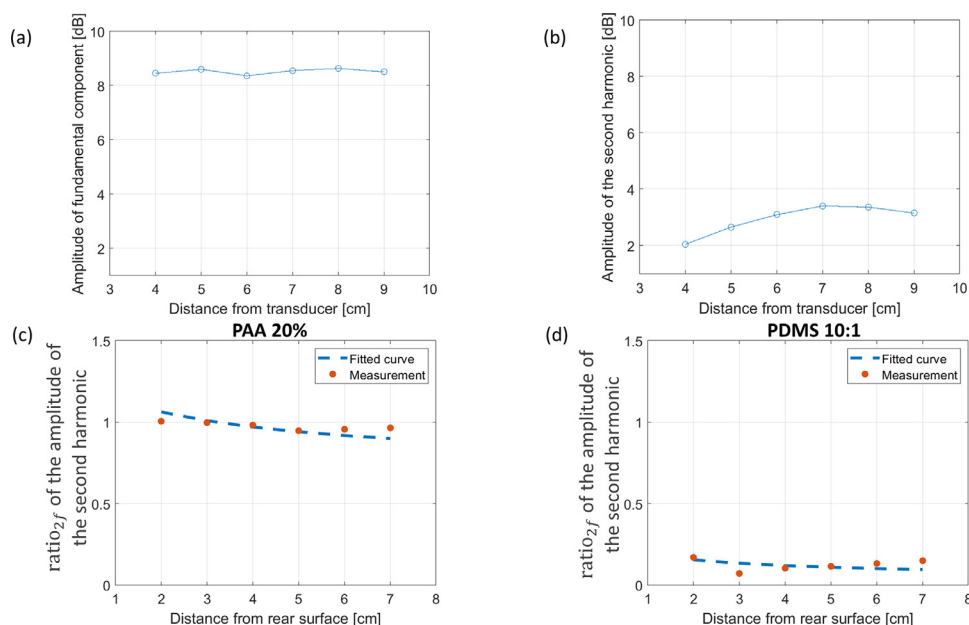 (a)
Amplitude of fundamental component [dB]
10
8
6
4
2
3 4 5 6 7 8 9 10
Distance from transducer [cm]
(b)
Amplitude of the second harmonic [dB]
10
8
6
4
2
3 4 5 6 7 8 9 10
Distance from transducer [cm]
(c)
PAA 20%
ratio₂f of the amplitude of
the second harmonic
1.5
1
0.5
0
Fitted curve
Measurement
1 2 3 4 5 6 7 8
Distance from rear surface [cm]
(d)
PDMS 10:1
ratio₂f of the amplitude of
the second harmonic
1.5
1
0.5
0
Fitted curve
Measurement
1 2 3 4 5 6 7 8
Distance from rear surface [cm]